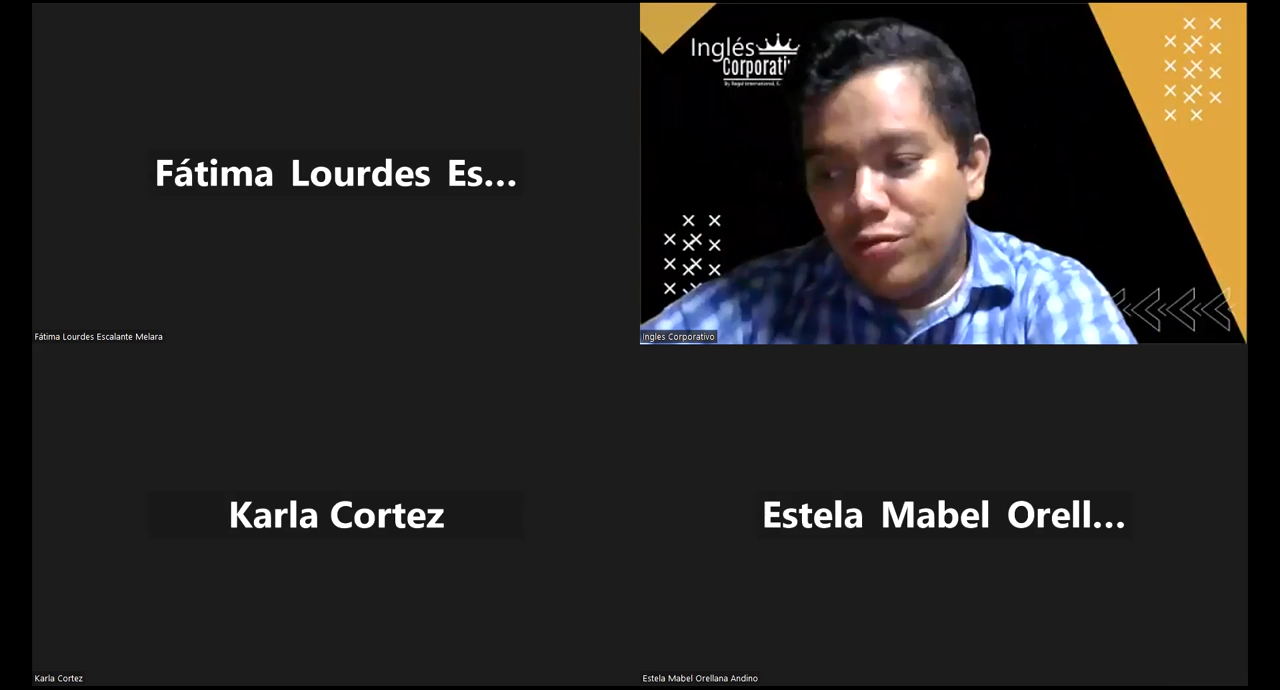 Fátima Lourdes Es...
Fátima Lourdes Escalante Melara
Inglés
Corporati
Ingles Corporativo
Karla Cortez
Karla Cortez
Estela Mabel Orell...
Estela Mabel Orellana Andino